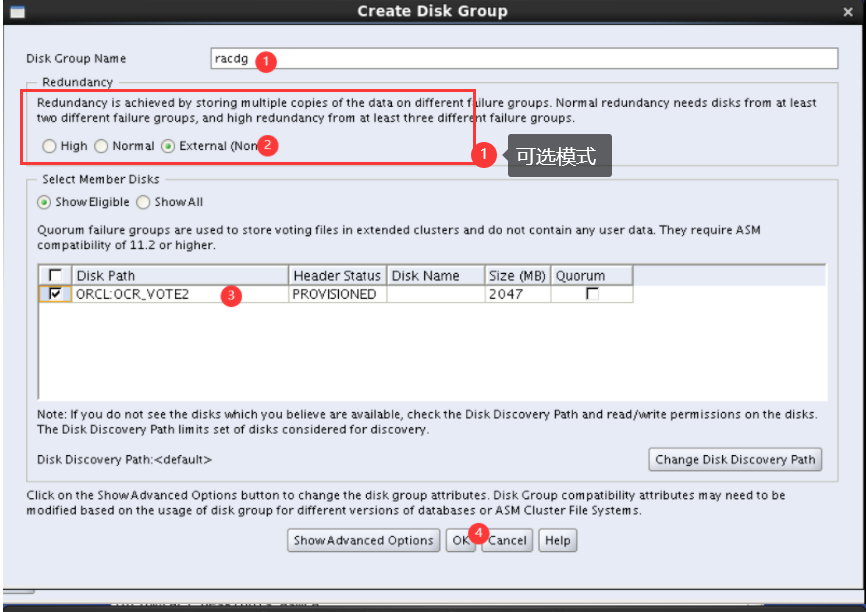 Create Disk Group
Disk Group Name racdg 1
Redundancy
Redundancy is achieved by storing multiple copies of the data on different failure groups. Normal redundancy needs disks from at least
two different failure groups, and high redundancy from at least three different failure groups.
High Normal External (Non 2
1 可选模式
Select Member Disks
Show Eligible Show All
Quorum failure groups are used to store voting files in extended clusters and do not contain any user data. They require ASM
compatibility of 11.2 or higher.
Disk Path Header Status Disk Name Size (MB) Quorum
ORCL:OCR_VOTE2 3 PROVISIONED 2047
Note: If you do not see the disks which you believe are available, check the Disk Discovery Path and read/write permissions on the disks.
The Disk Discovery Path limits set of disks considered for discovery.
Disk Discovery Path:<default> Change Disk Discovery Path
Click on the Show Advanced Options button to change the disk group attributes. Disk Group compatibility attributes may need to be
modified based on the usage of disk group for different versions of databases or ASM Cluster File Systems.
Show Advanced Options OK 4 Cancel Help